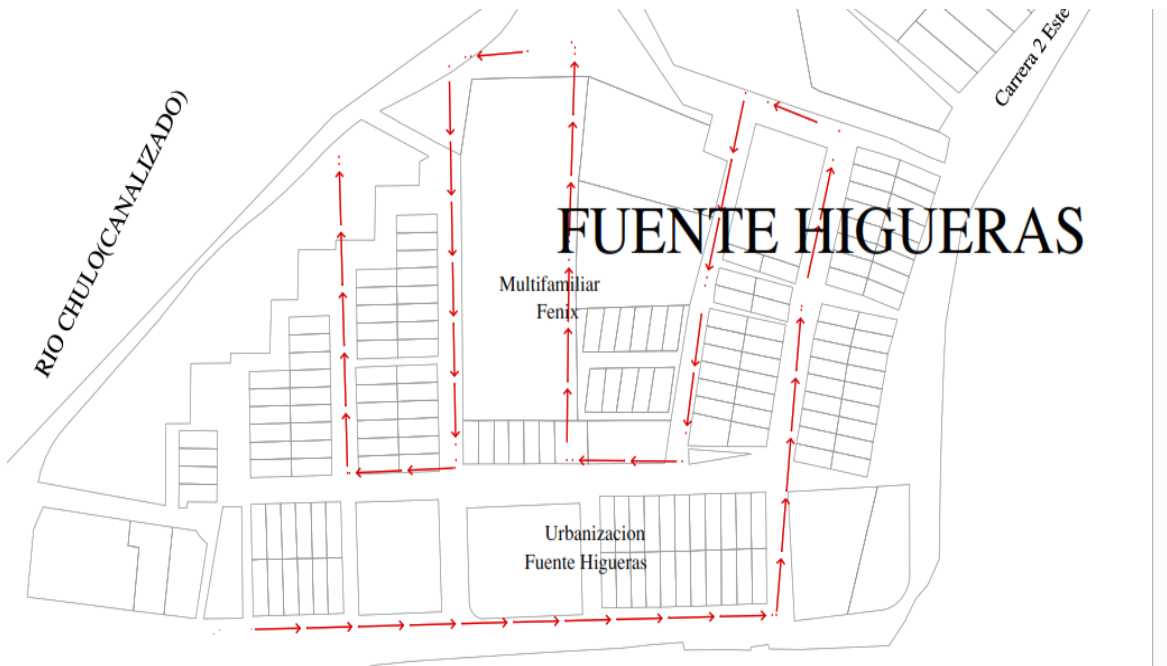 Carrera 2 Este
RIO CHULO(CANALIZADO)
FUENTE HIGUERAS
Multifamiliar
Fenix
Urbanizacion
Fuente Higueras